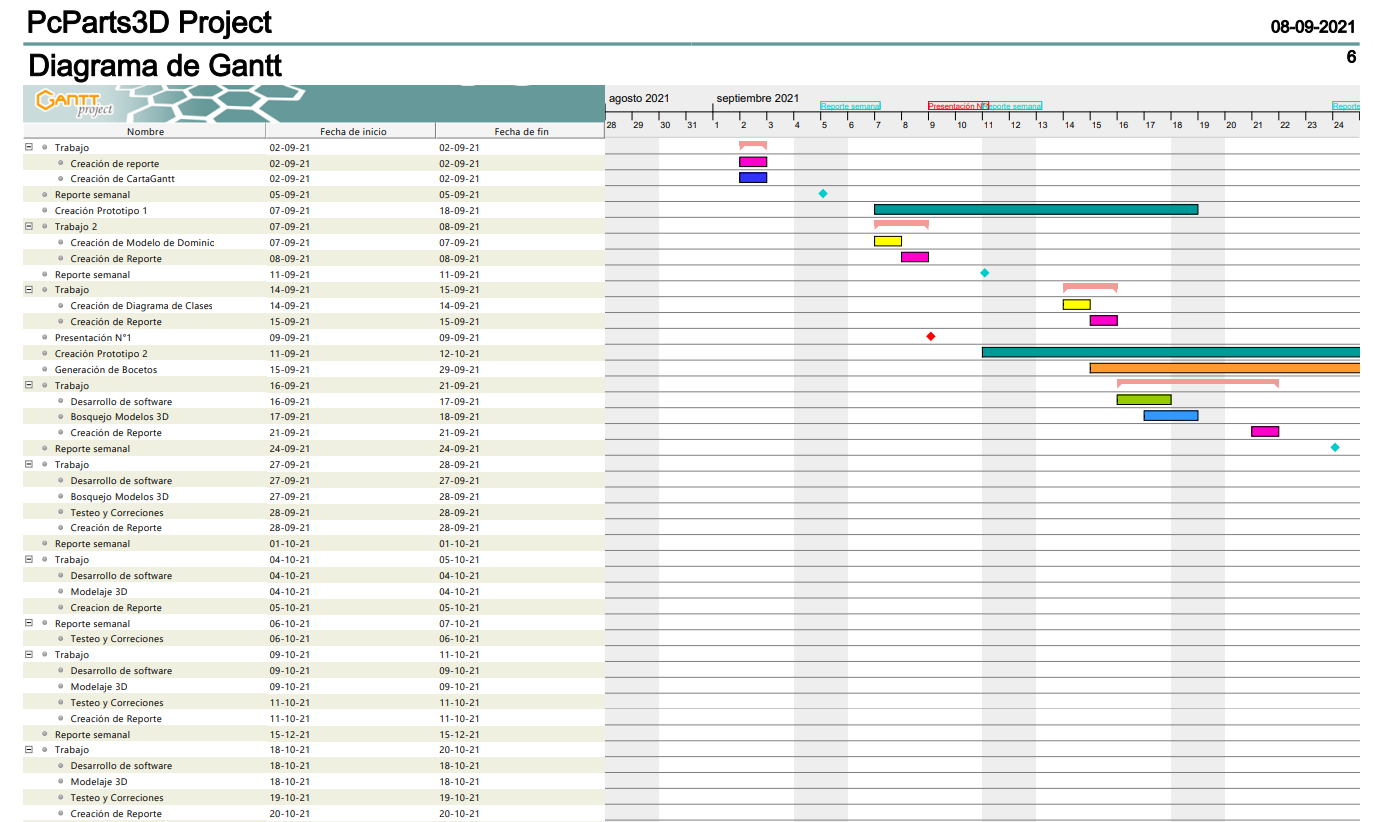 PcParts3D Project
08-09-2021
Diagrama de Gantt
6
GANTT project
agosto 2021 septiembre 2021
Reporte semanal Presentación N° Reporte semanal Reporte
Nombre Fecha de inicio Fecha de fin 28 29 30 31 1 2 3 4 5 6 7 8 9 10 11 12 13 14 15 16 17 18 19 20 21 22 23 24
Trabajo 02-09-21 02-09-21
Creación de reporte 02-09-21 02-09-21
Creación de CartaGantt 02-09-21 02-09-21
Reporte semanal 05-09-21 05-09-21
Creación Prototipo 1 07-09-21 18-09-21
Trabajo 2 07-09-21 08-09-21
Creación de Modelo de Dominic 07-09-21 07-09-21
Creación de Reporte 08-09-21 08-09-21
Reporte semanal 11-09-21 11-09-21
Trabajo 14-09-21 15-09-21
Creación de Diagrama de Clases 14-09-21 14-09-21
Creación de Reporte 15-09-21 15-09-21
Presentación N°1 09-09-21 09-09-21
Creación Prototipo 2 11-09-21 12-10-21
Generación de Bocetos 15-09-21 29-09-21
Trabajo 16-09-21 21-09-21
Desarrollo de software 16-09-21 17-09-21
Bosquejo Modelos 3D 17-09-21 18-09-21
Creación de Reporte 21-09-21 21-09-21
Reporte semanal 24-09-21 24-09-21
Trabajo 27-09-21 28-09-21
Desarrollo de software 27-09-21 27-09-21
Bosquejo Modelos 3D 27-09-21 28-09-21
Testeo y Correciones 28-09-21 28-09-21
Creación de Reporte 28-09-21 28-09-21
Reporte semanal 01-10-21 01-10-21
Trabajo 04-10-21 05-10-21
Desarrollo de software 04-10-21 04-10-21
Modelaje 3D 04-10-21 04-10-21
Creacion de Reporte 05-10-21 05-10-21
Reporte semanal 06-10-21 07-10-21
Testeo y Correciones 06-10-21 06-10-21
Trabajo 09-10-21 11-10-21
Desarrollo de software 09-10-21 09-10-21
Modelaje 3D 09-10-21 09-10-21
Testeo y Correciones 11-10-21 11-10-21
Creación de Reporte 11-10-21 11-10-21
Reporte semanal 15-12-21 15-12-21
Trabajo 18-10-21 20-10-21
Desarrollo de software 18-10-21 18-10-21
Modelaje 3D 18-10-21 18-10-21
Testeo y Correciones 19-10-21 19-10-21
Creación de Reporte 20-10-21 20-10-21